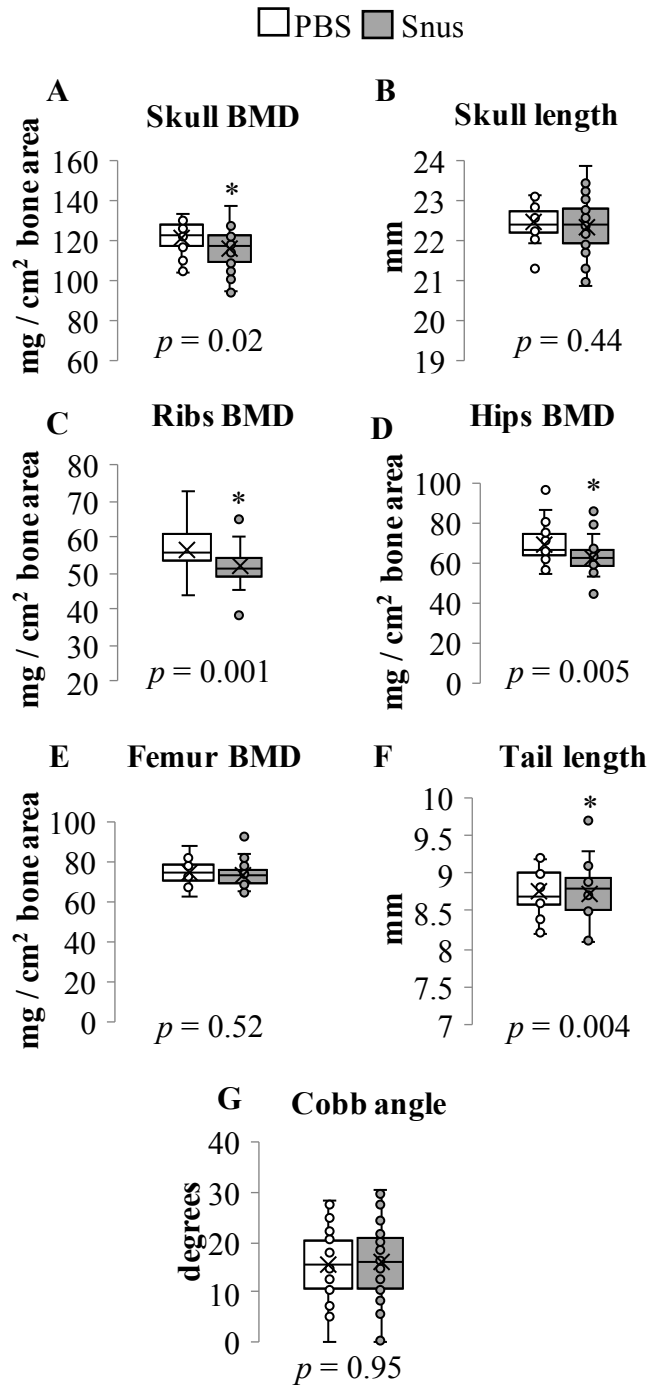 PBS Snus
A Skull BMD
mg / cm² bone area
160
140
120
100
80
60
*
p = 0.02
B Skull length
mm
24
23
22
21
20
19
p = 0.44
C Ribs BMD
mg / cm² bone area
80
70
60
50
40
30
20
*
p = 0.001
D Hips BMD
mg / cm² bone area
100
80
60
40
20
0
*
p = 0.005
E Femur BMD
mg / cm² bone area
100
80
60
40
20
0
p = 0.52
F Tail length
mm
10
9.5
9
8.5
8
7.5
7
*
p = 0.004
G Cobb angle
degrees
40
30
20
10
0
p = 0.95